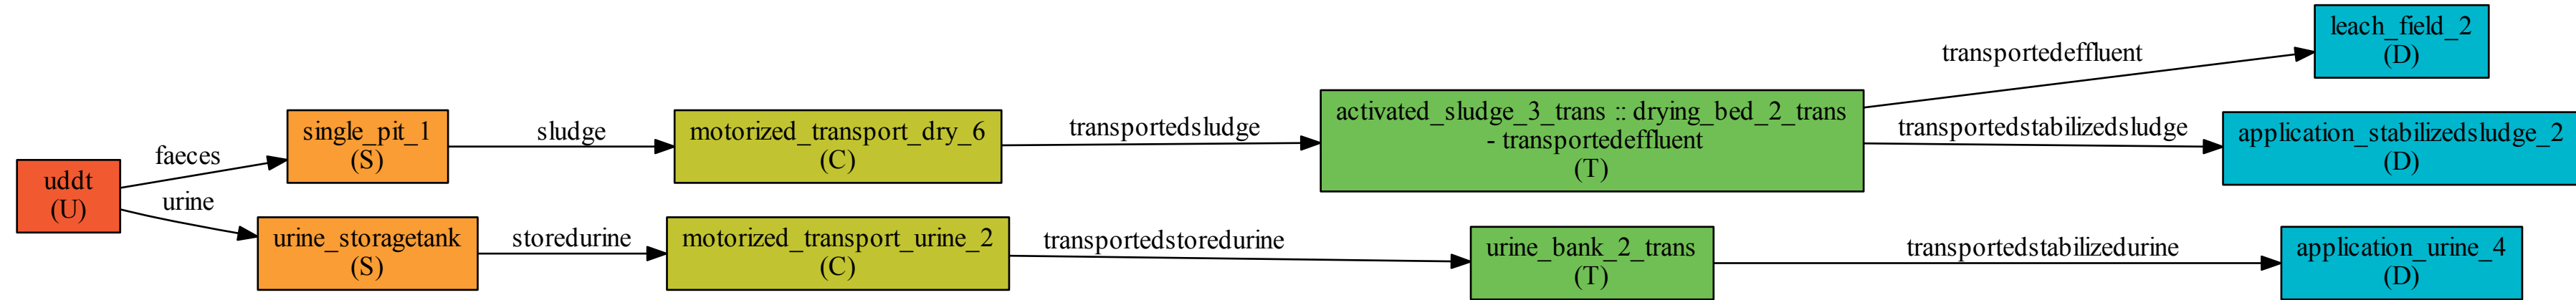 uddt
(U)
faeces
urine
single_pit_1
(S)
urine_storagetank
(S)
sludge
storedurine
motorized_transport_dry_6
(C)
motorized_transport_urine_2
(C)
transportedsludge
transportedstoredurine
activated_sludge_3_trans :: drying_bed_2_trans
- transportedeffluent
(T)
urine_bank_2_trans
(T)
transportedeffluent
transportedstabilizedsludge
transportedstabilizedurine
leach_field_2
(D)
application_stabilizedsludge_2
(D)
application_urine_4
(D)